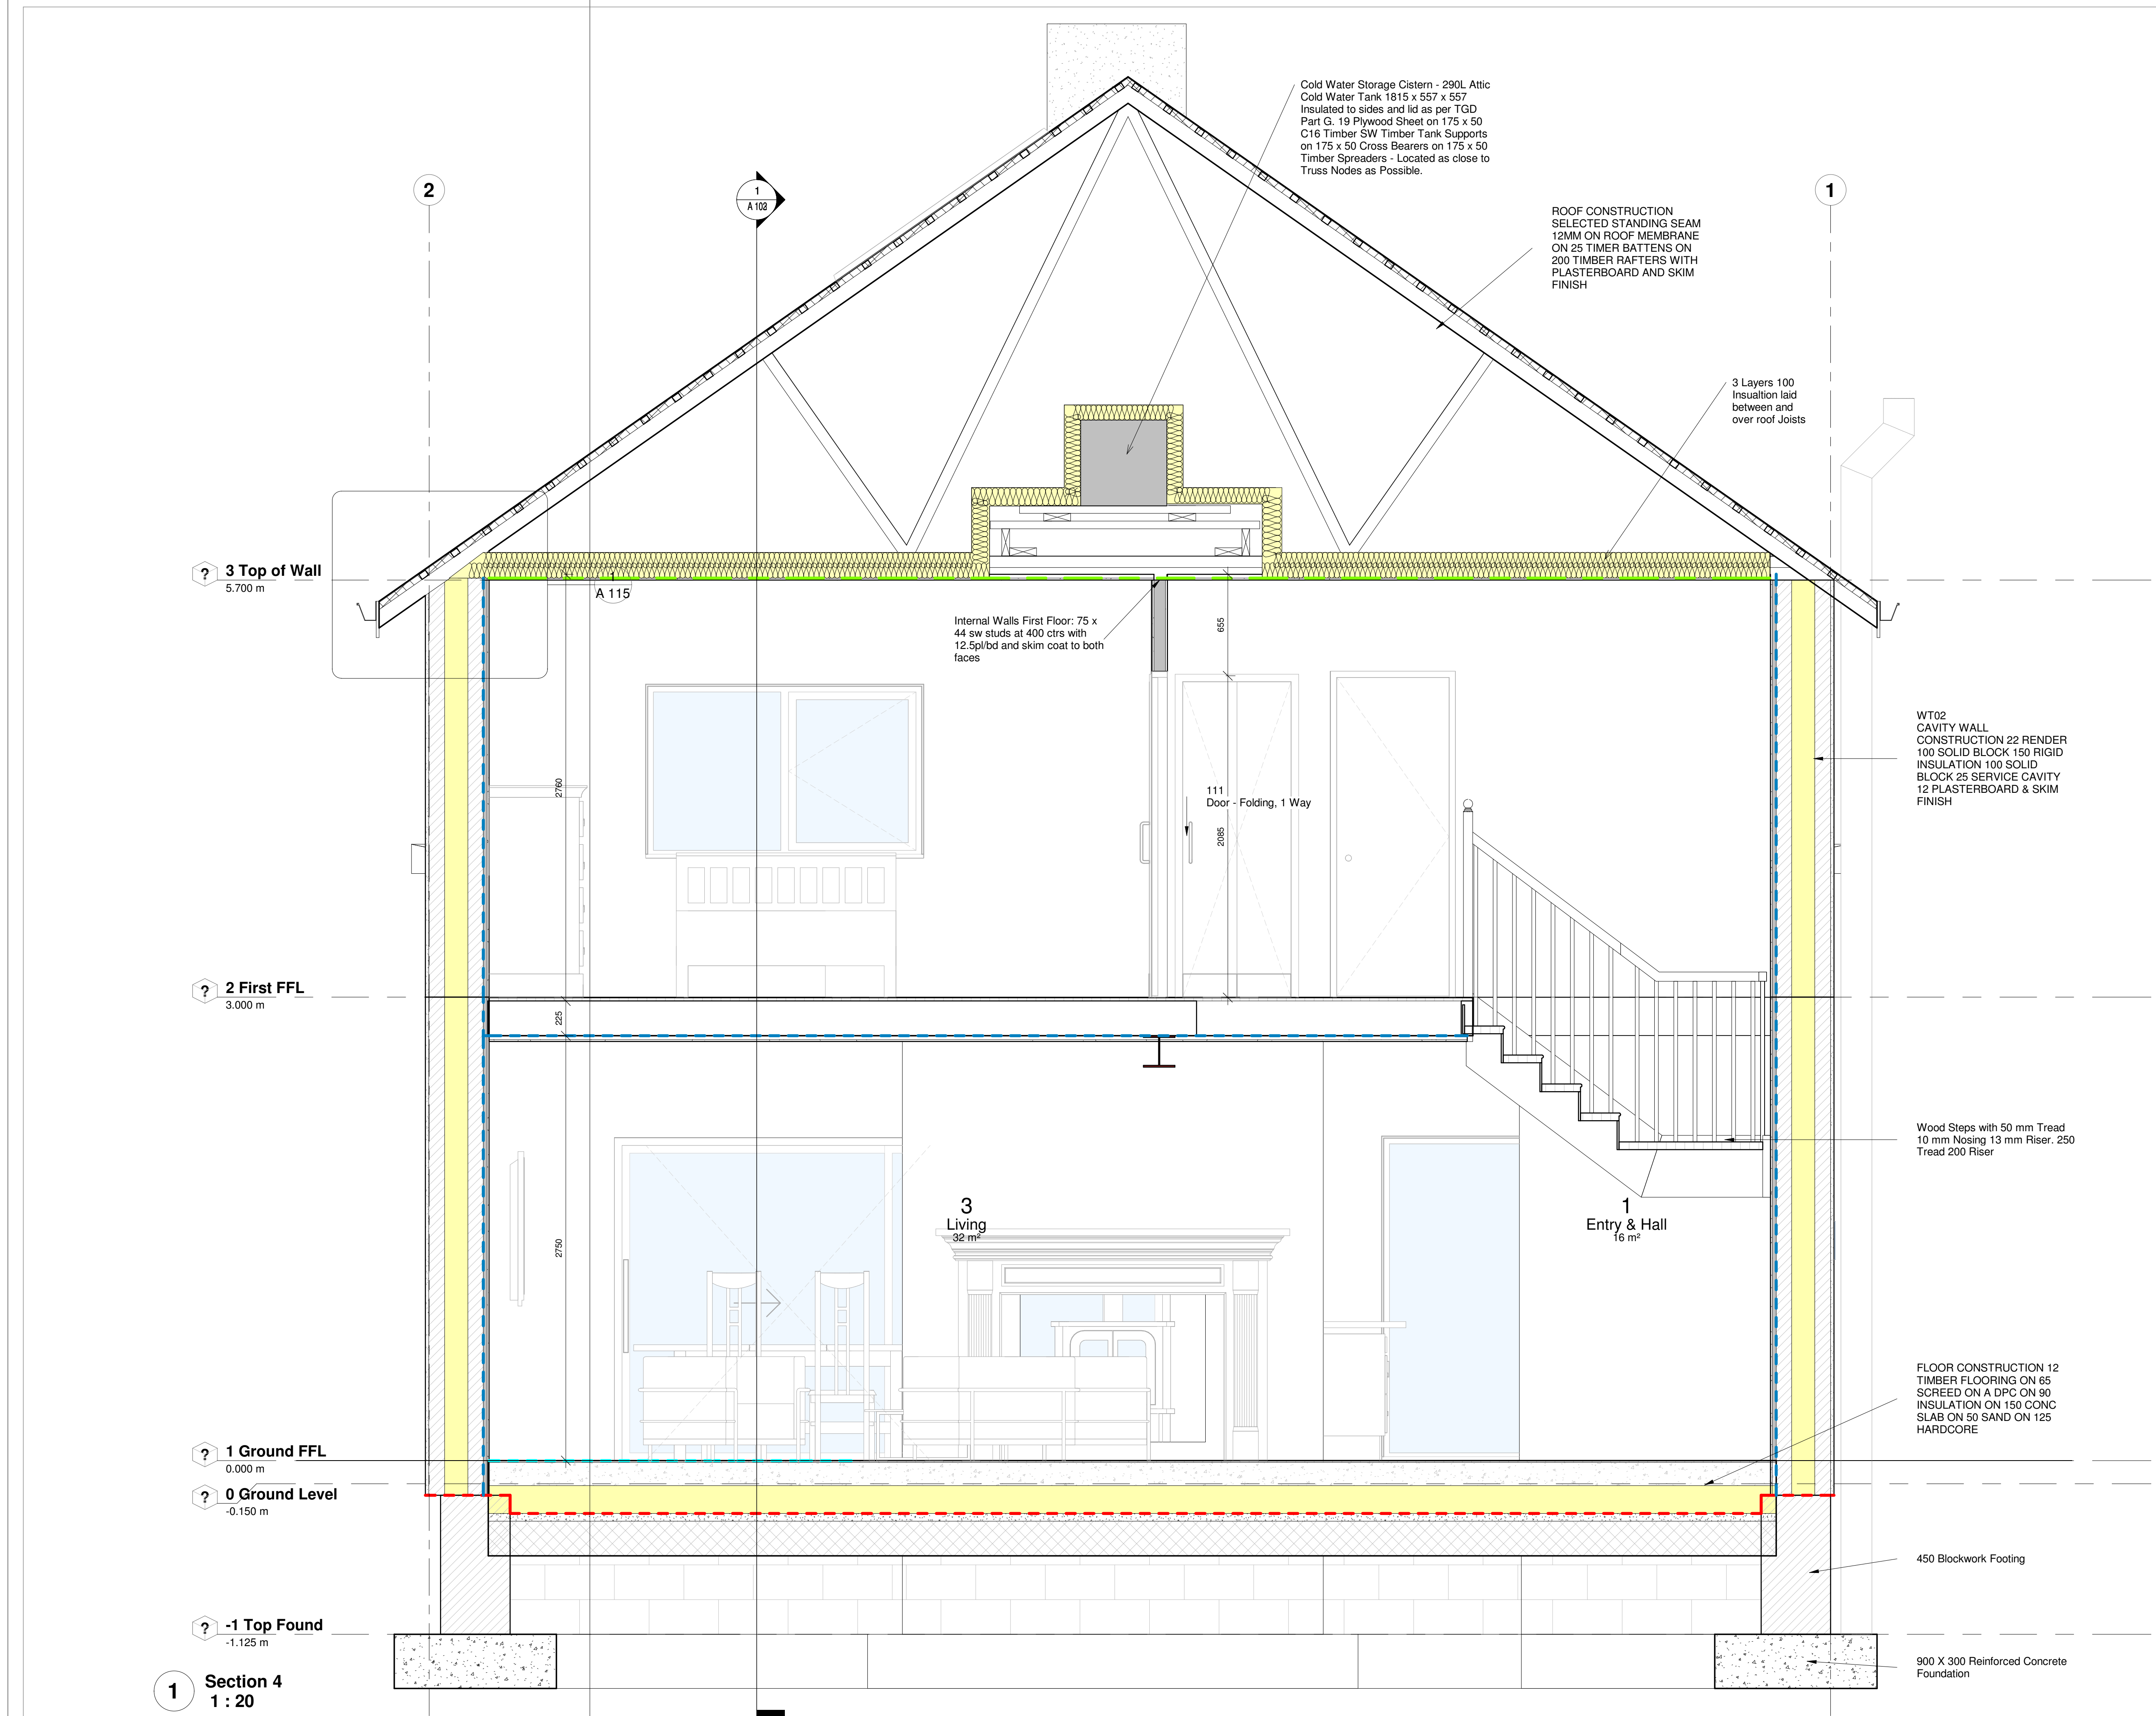 Cold Water Storage Cistern - 290L Attic
Cold Water Tank 1815 x 557 x 557
Insulated to sides and lid as per TGD
Part G. 19 Plywood Sheet on 175 x 50
C16 Timber SW Timber Tank Supports
on 175 x 50 Cross Bearers on 175 x 50
Timber Spreaders - Located as close to
Truss Nodes as Possible.
2
1
A 102
1
ROOF CONSTRUCTION
SELECTED STANDING SEAM
12MM ON ROOF MEMBRANE
ON 25 TIMER BATTENS ON
200 TIMBER RAFTERS WITH
PLASTERBOARD AND SKIM
FINISH
3 Layers 100
Insualtion laid
between and
over roof Joists
? 3 Top of Wall
5.700 m
1
A 115
Internal Walls First Floor: 75 x
44 sw studs at 400 ctrs with
12.5pl/bd and skim coat to both
faces
655
WT02
CAVITY WALL
CONSTRUCTION 22 RENDER
100 SOLID BLOCK 150 RIGID
INSULATION 100 SOLID
BLOCK 25 SERVICE CAVITY
12 PLASTERBOARD & SKIM
FINISH
2760
111
Door - Folding, 1 Way
2085
? 2 First FFL
3.000 m
225
Wood Steps with 50 mm Tread
10 mm Nosing 13 mm Riser. 250
Tread 200 Riser
3
Living
32 m²
1
Entry & Hall
16 m²
2750
FLOOR CONSTRUCTION 12
TIMBER FLOORING ON 65
SCREED ON A DPC ON 90
INSULATION ON 150 CONC
SLAB ON 50 SAND ON 125
HARDCORE
? 1 Ground FFL
0.000 m
? 0 Ground Level
-0.150 m
450 Blockwork Footing
? -1 Top Found
-1.125 m
900 X 300 Reinforced Concrete
Foundation
1 Section 4
1 : 20